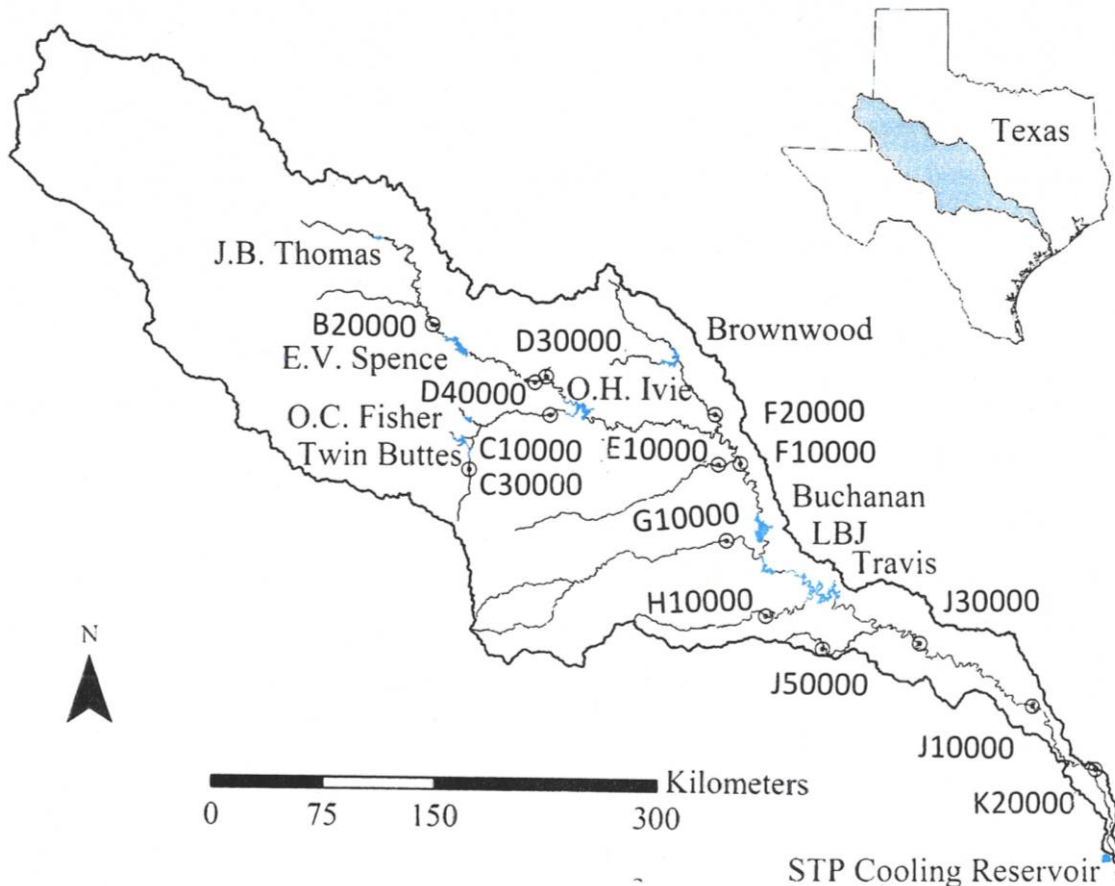 Texas
J.B. Thomas
B20000
E.V. Spence
D30000
Brownwood
D40000
O.H. Ivie
O.C. Fisher
F20000
Twin Buttes
C10000
E10000
F10000
C30000
Buchanan
G10000
LBJ
Travis
H10000
J30000
N
J50000
J10000
Kilometers
0 75 150 300
K20000
STP Cooling Reservoir